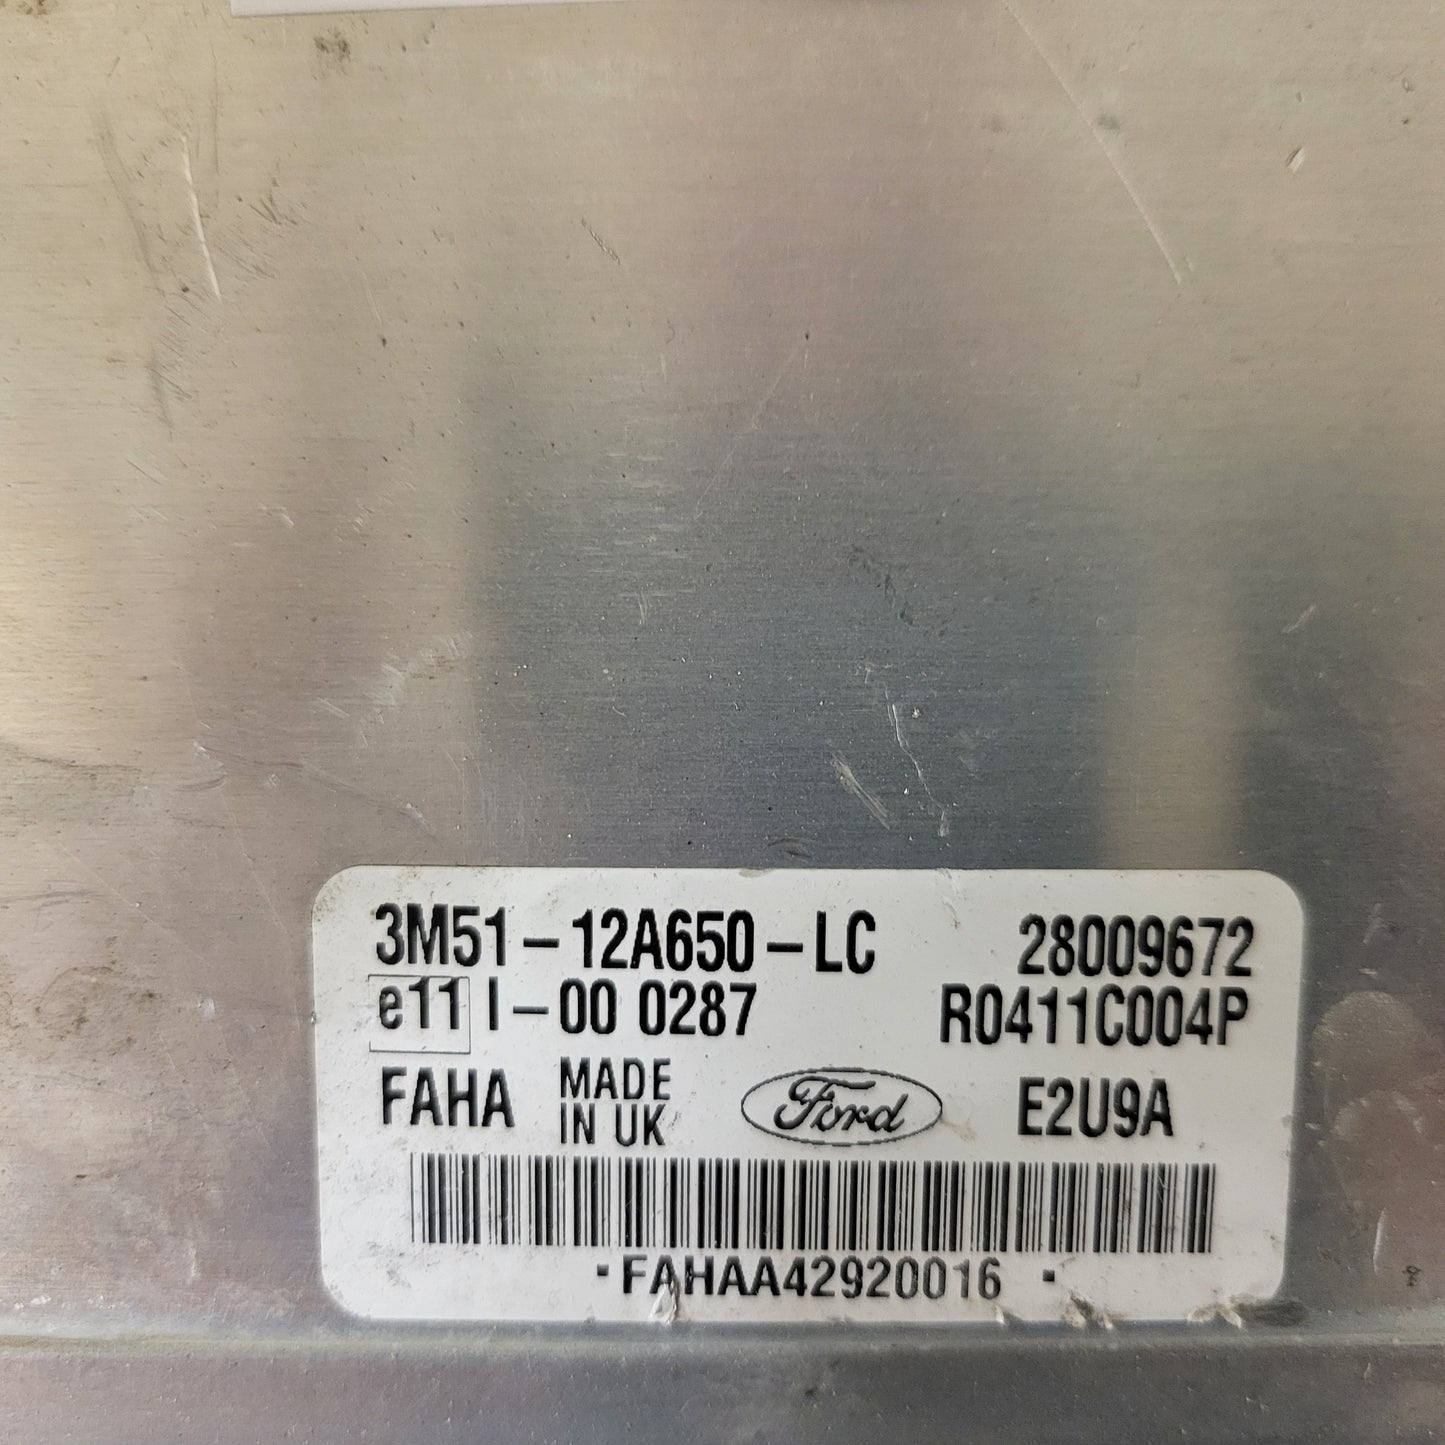 3M51-12A650-LC 28009672
e11 I-00 0287 R0411C004P
FAHA MADE IN UK Ford E2U9A
·FAHAA42920016 ·